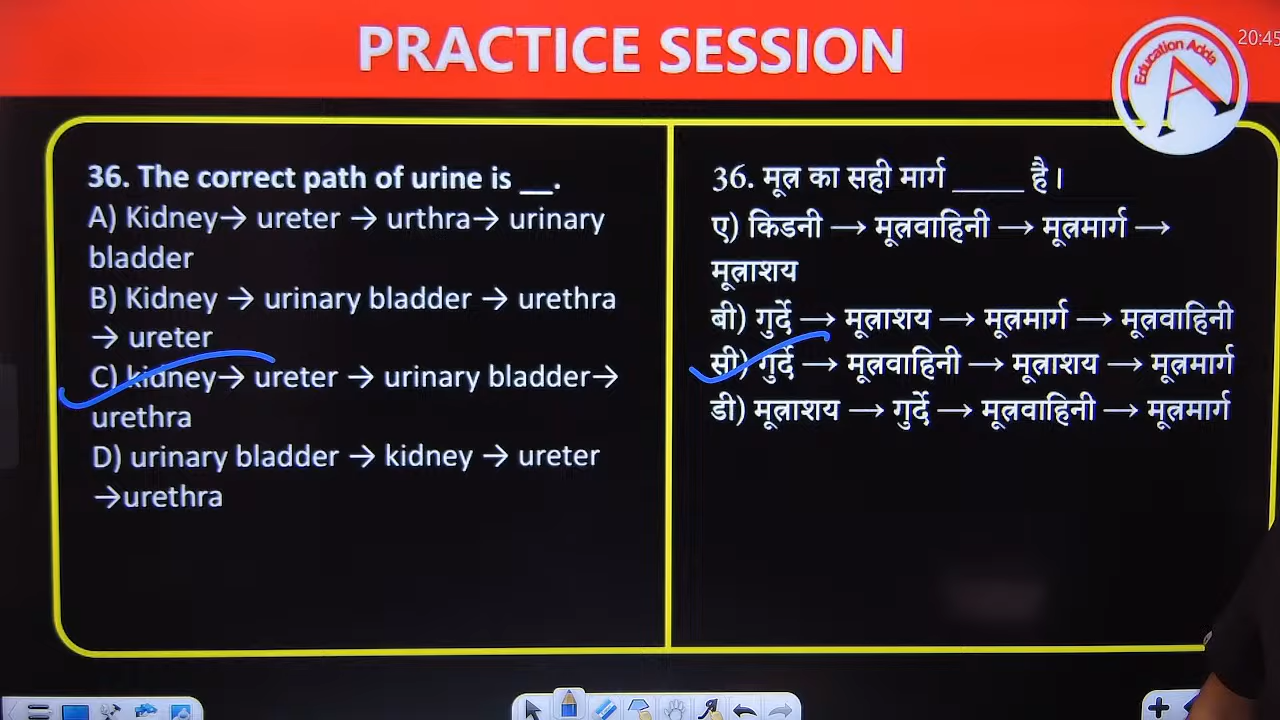 PRACTICE SESSION
Education Adda
A
20:45
36. The correct path of urine is __.
A) Kidney→ ureter → urthra→ urinary
bladder
B) Kidney → urinary bladder → urethra
→ ureter
C) kidney→ ureter → urinary bladder→
urethra
D) urinary bladder → kidney → ureter
→urethra
36. मूत्र का सही मार्ग _____ है।
ए) किडनी → मूत्रवाहिनी → मूत्रमार्ग →
मूत्राशय
बी) गुर्दे → मूत्राशय → मूत्रमार्ग → मूत्रवाहिनी
सी) गुर्दे → मूत्रवाहिनी → मूत्राशय → मूत्रमार्ग
डी) मूत्राशय → गुर्दे → मूत्रवाहिनी → मूत्रमार्ग